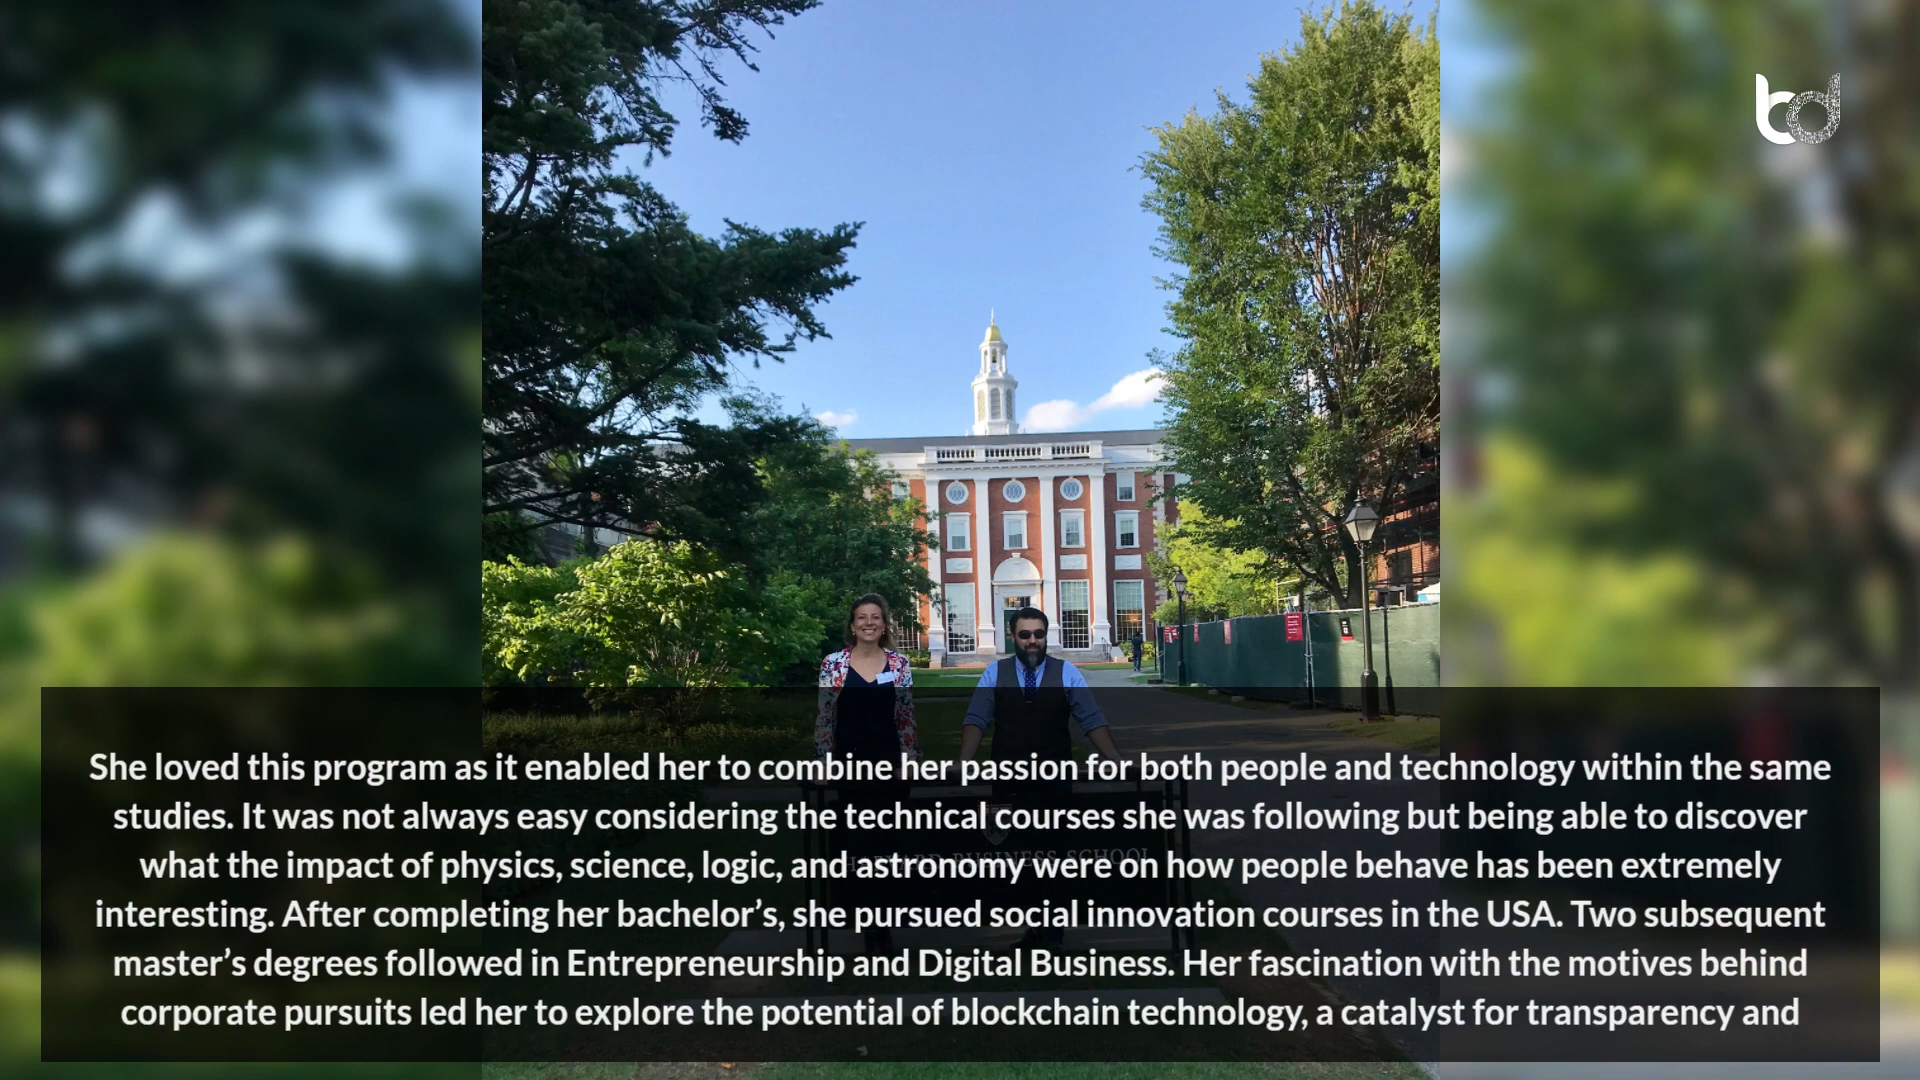 bd
She loved this program as it enabled her to combine her passion for both people and technology within the same
studies. It was not always easy considering the technical courses she was following but being able to discover
what the impact of physics, science, logic, and astronomy were on how people behave has been extremely
HARVARD BUSINESS SCHOOL
interesting. After completing her bachelor’s, she pursued social innovation courses in the USA. Two subsequent
master’s degrees followed in Entrepreneurship and Digital Business. Her fascination with the motives behind
corporate pursuits led her to explore the potential of blockchain technology, a catalyst for transparency and